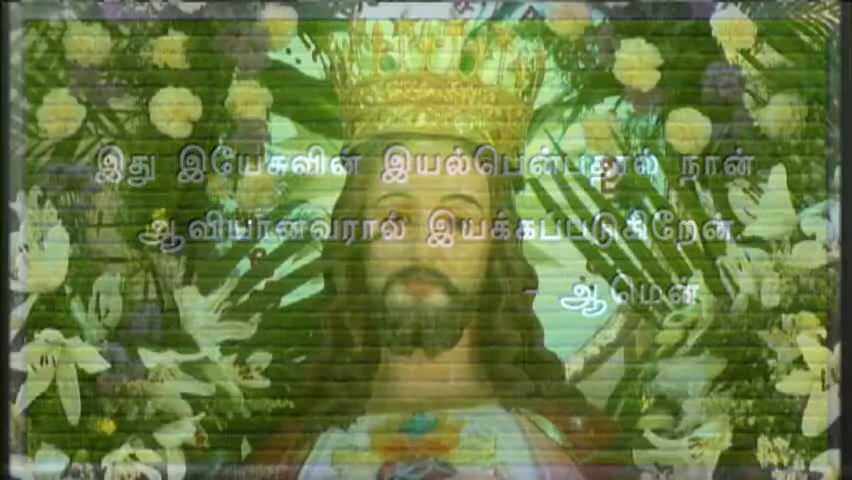 இது இயேசுவின் இயல்பென்பதால் நான்
ஆவியானவரால் இயக்கப்படுகிறேன்
- ஆமென்